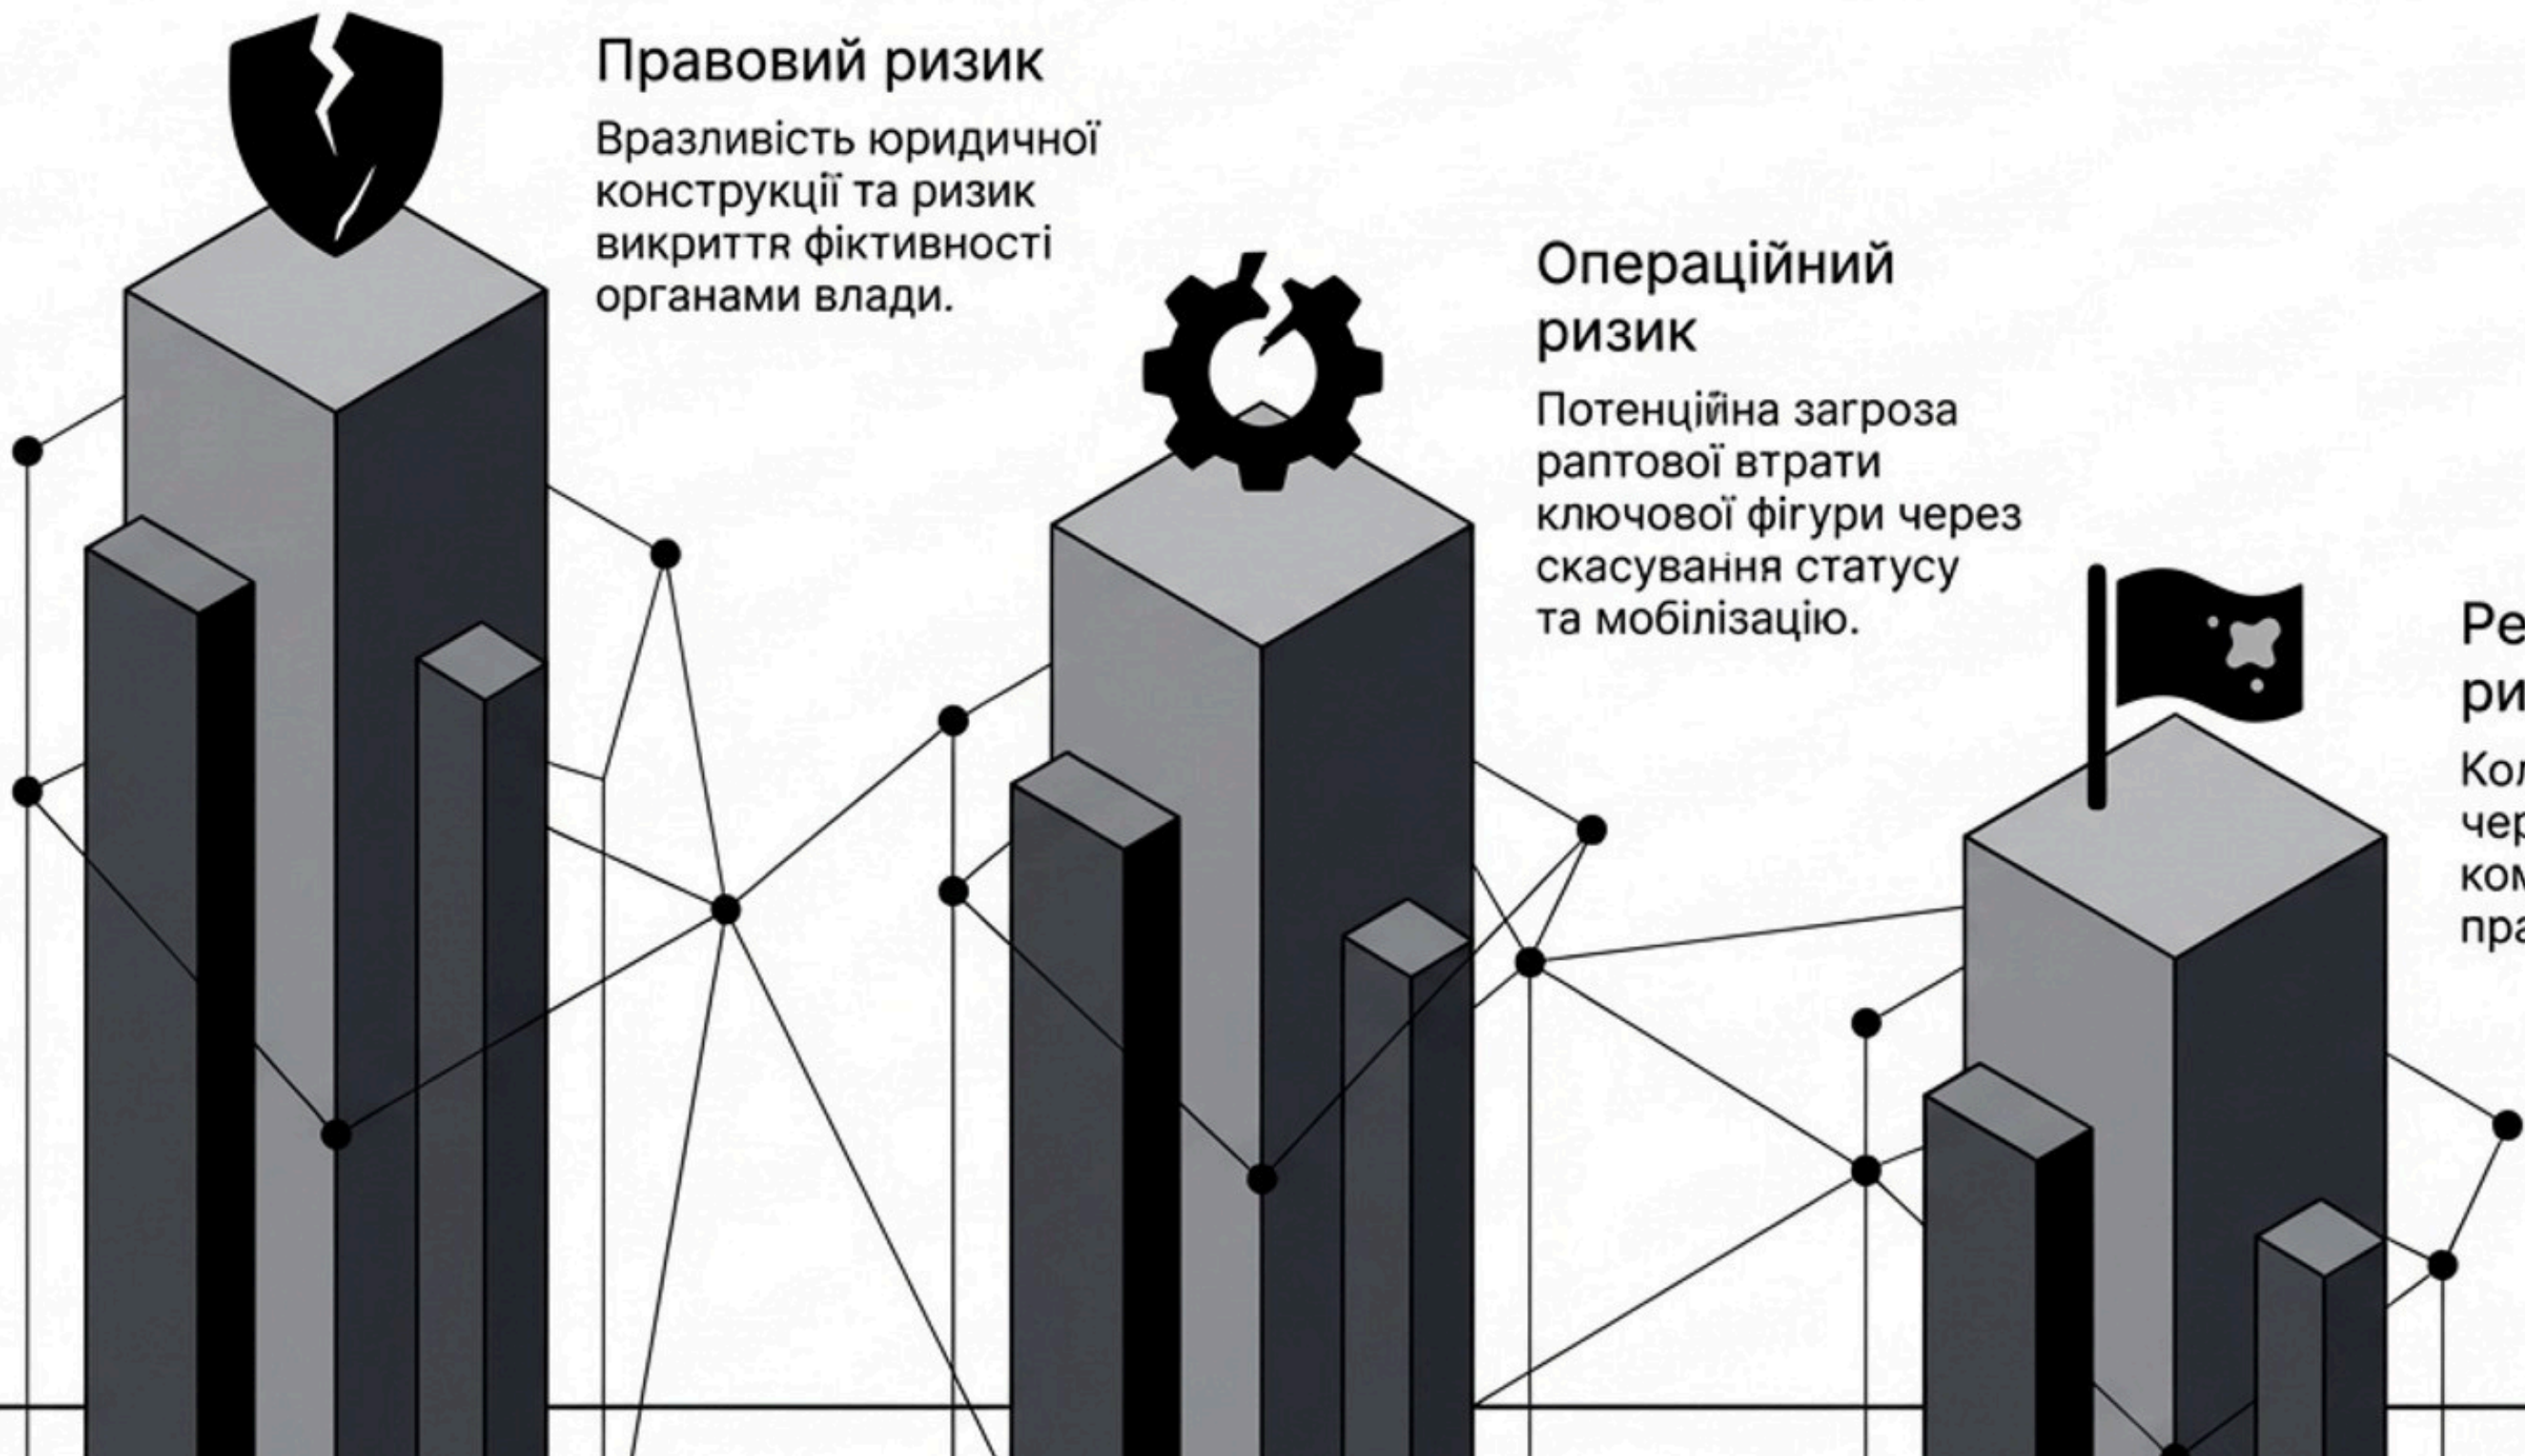 Правовий ризик
Вразливість юридичної
конструкції та ризик
викриття фіктивності
органами влади.
Операційний
ризик
Потенційна загроза
раптової втрати
ключової фігури через
скасування статусу
та мобілізацію.